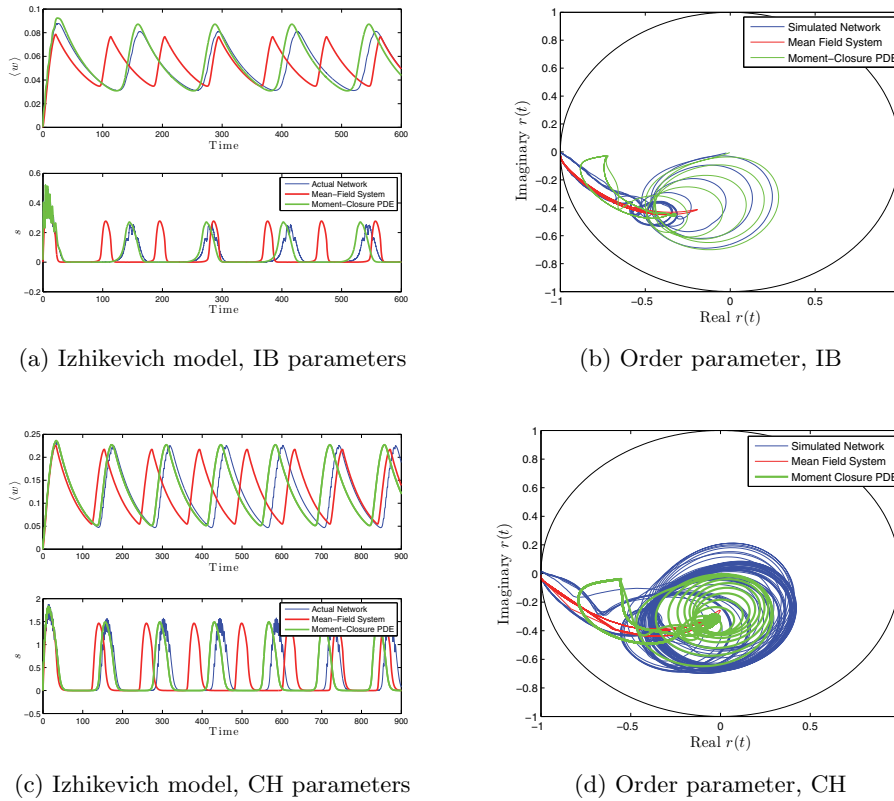 0.1
0.08
0.06
0.04
0.02
0
⟨w⟩
0 100 200 300 400 500 600
Time
0.6
0.4
0.2
0
−0.2
s
Actual Network
Mean−Field System
Moment−Closure PDE
0 100 200 300 400 500 600
Time
(a) Izhikevich model, IB parameters
1
0.8
0.6
0.4
0.2
0
−0.2
−0.4
−0.6
−0.8
−1
Imaginary r(t)
Simulated Network
Mean Field System
Moment−Closure PDE
−1 −0.5 0 0.5
Real r(t)
(b) Order parameter, IB
0.25
0.2
0.15
0.1
0.05
0
⟨w⟩
0 100 200 300 400 500 600 700 800 900
Time
2
1.5
1
0.5
0
−0.5
s
Actual Network
Mean−Field System
Moment−Closure PDE
0 100 200 300 400 500 600 700 800 900
Time
(c) Izhikevich model, CH parameters
1
0.8
0.6
0.4
0.2
0
−0.2
−0.4
−0.6
−0.8
−1
Imaginary r(t)
Simulated Network
Mean Field System
Moment Closure PDE
−1 −0.5 0 0.5
Real r(t)
(d) Order parameter, CH